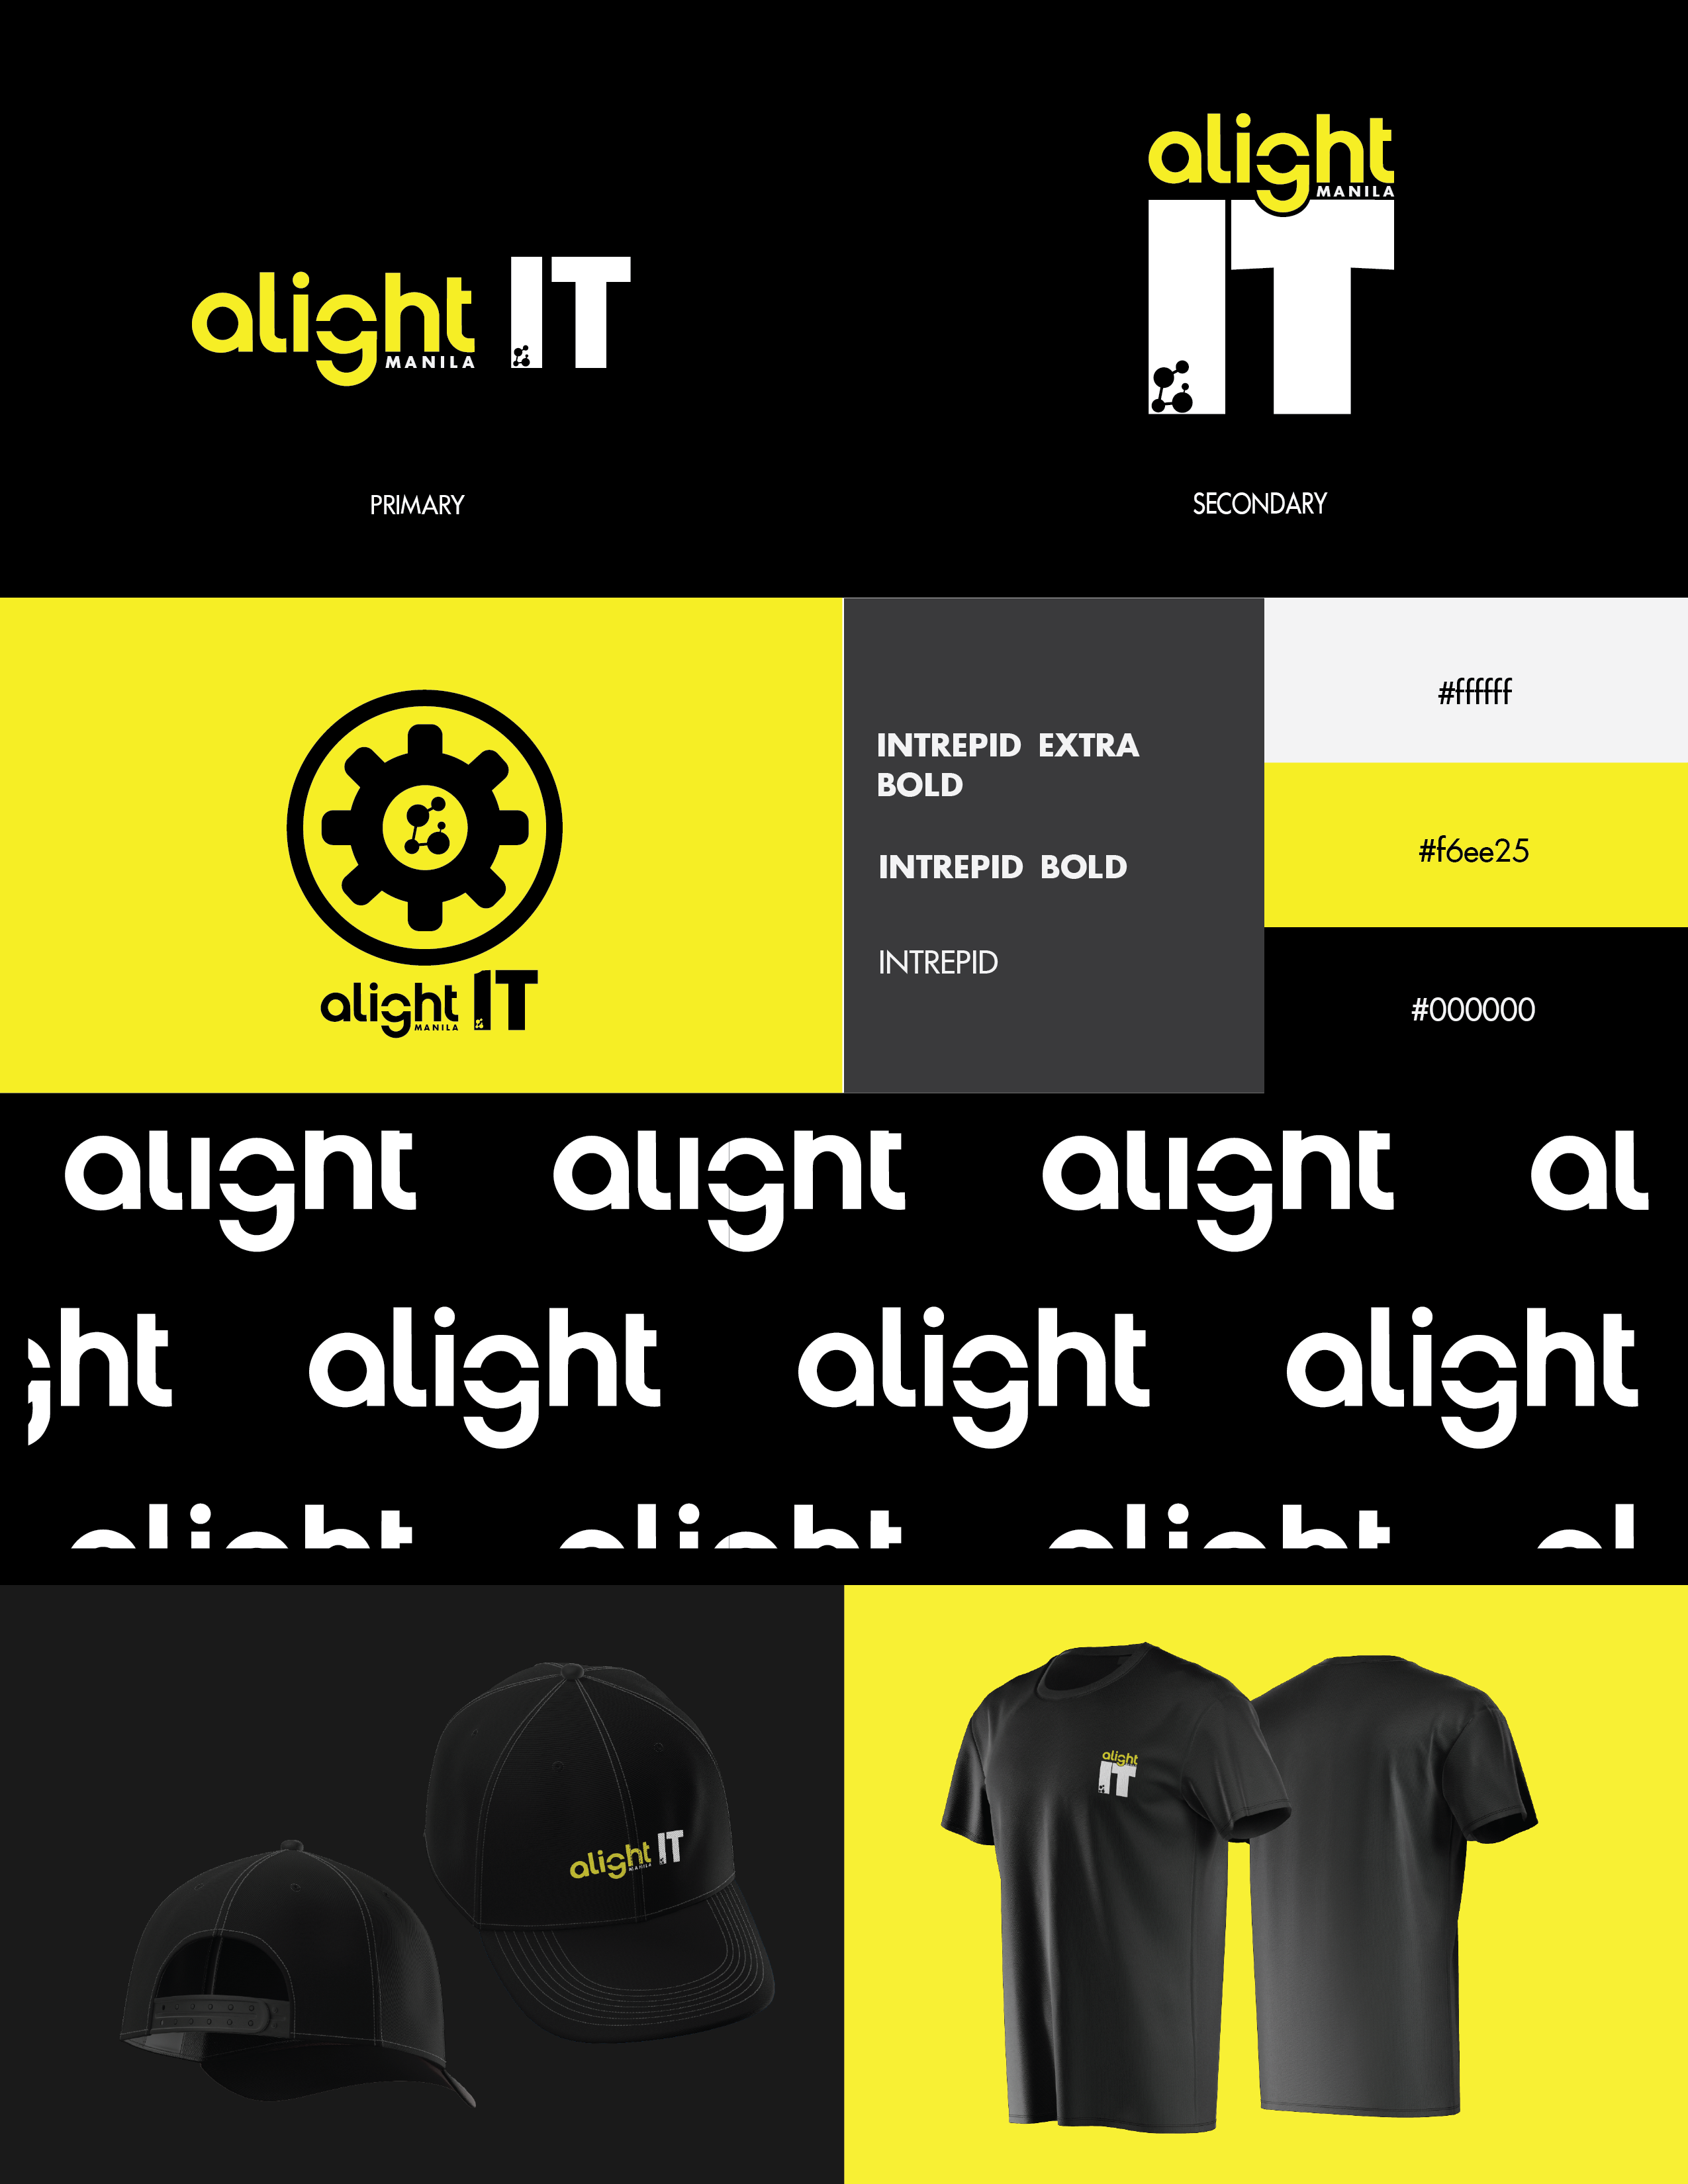 alight IT
MANILA
PRIMARY
alight
MANILA
IT
SECONDARY
alight IT
MANILA
INTREPID EXTRA
BOLD
INTREPID BOLD
INTREPID
#ffffff
#f6ee25
#000000
alight alight alight al
ght alight alight alight
alight alight alight al
alight IT
MANILA
alight
IT